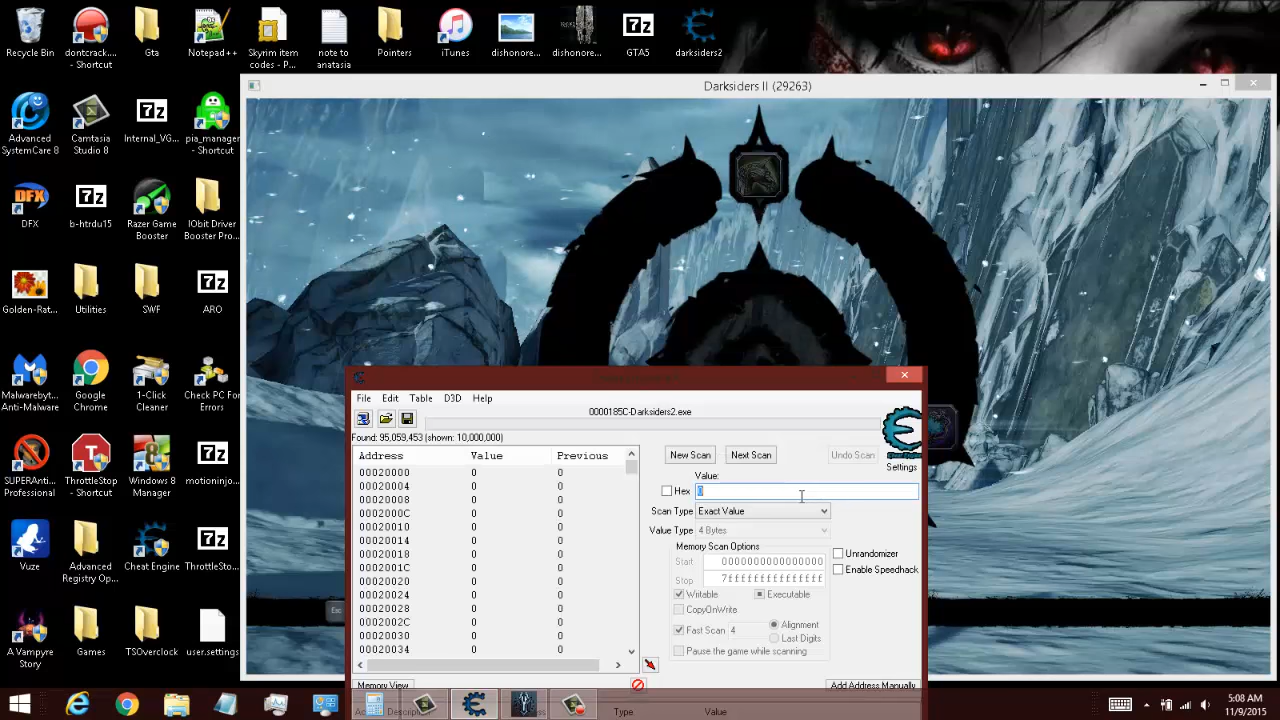 Recycle Bin
dontcrack....
- Shortcut
Gta
Notepad++
Skyrim item
codes - P...
note to
anatasia
Pointers
iTunes
dishonore...
dishonore...
GTA5
darksiders2
Advanced
SystemCare 8
Camtasia
Studio 8
Internal_VG...
pia_manager
- Shortcut
DFX
b-htrdu15
Razer Game
Booster
IObit Driver
Booster Pro...
Golden-Rat...
Utilities
SWF
ARO
Malwarebyt...
Anti-Malware
Google
Chrome
1-Click
Cleaner
Check PC For
Errors
SUPERAnti...
Professional
ThrottleStop
- Shortcut
Windows 8
Manager
motioninjo...
Vuze
Advanced
Registry Op...
Cheat Engine
ThrottleSto...
A Vampyre
Story
Games
TSOverclock
user.settings
Darksiders II (29263)
Esc
File Edit Table D3D Help
0000185C-Darksiders2.exe
Found: 95,059,453 (shown: 10,000,000)
Address Value Previous
00020000 0 0
00020004 0 0
00020008 0 0
0002000C 0 0
00020010 0 0
00020014 0 0
00020018 0 0
0002001C 0 0
00020020 0 0
00020024 0 0
00020028 0 0
0002002C 0 0
00020030 0 0
00020034 0 0
New Scan Next Scan Undo Scan
Settings
Value:
Hex 0
Scan Type Exact Value
Value Type 4 Bytes
Memory Scan Options
Start 0000000000000000
Stop 7fffffffffffffff
Writable Executable
CopyOnWrite
Fast Scan 4 Alignment
Last Digits
Pause the game while scanning
Unrandomizer
Enable Speedhack
Memory View
Add Address Manually
Type Value
5:08 AM
11/9/2015